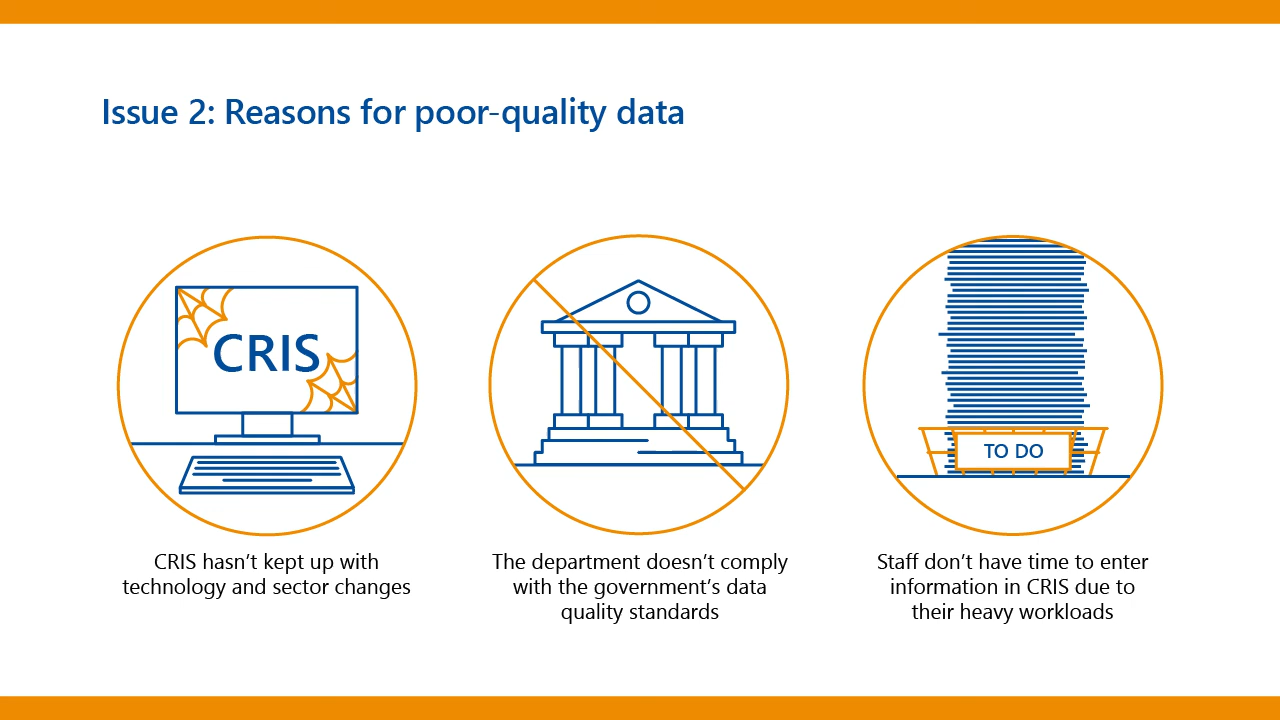 Issue 2: Reasons for poor-quality data
CRIS
TO DO
CRIS hasn’t kept up with
technology and sector changes
The department doesn’t comply
with the government’s data
quality standards
Staff don’t have time to enter
information in CRIS due to
their heavy workloads